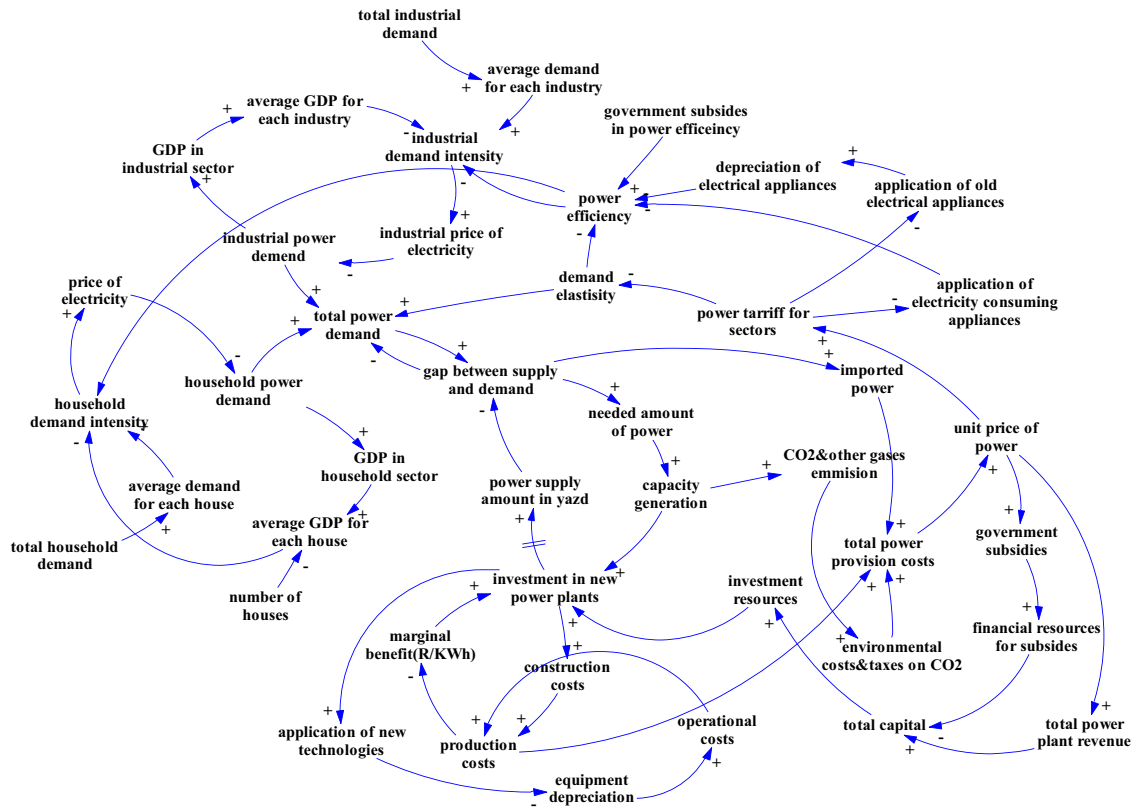 total industrial
demand
average demand
for each industry
average GDP for
each industry
government subsides
in power efficeincy
industrial
demand intensity
GDP in
industrial sector
depreciation of
electrical appliances
application of old
electrical appliances
power
efficiency
industrial price of
electricity
industrial power
demend
price of
electricity
demand
elastisity
application of
electricity consuming
appliances
power tarriff for
sectors
total power
demand
gap between supply
and demand
imported
power
household power
demand
household
demand intensity
needed amount
of power
unit price of
power
GDP in
household sector
CO2&other gases
emmision
power supply
amount in yazd
capacity
generation
average demand
for each house
average GDP for
each house
government
subsidies
total household
demand
total power
provision costs
number of
houses
investment in new
power plants
investment
resources
marginal
benefit(R/KWh)
financial resources
for subsides
environmental
costs&taxes on CO2
construction
costs
application of new
technologies
production
costs
operational
costs
total capital
total power
plant revenue
equipment
depreciation